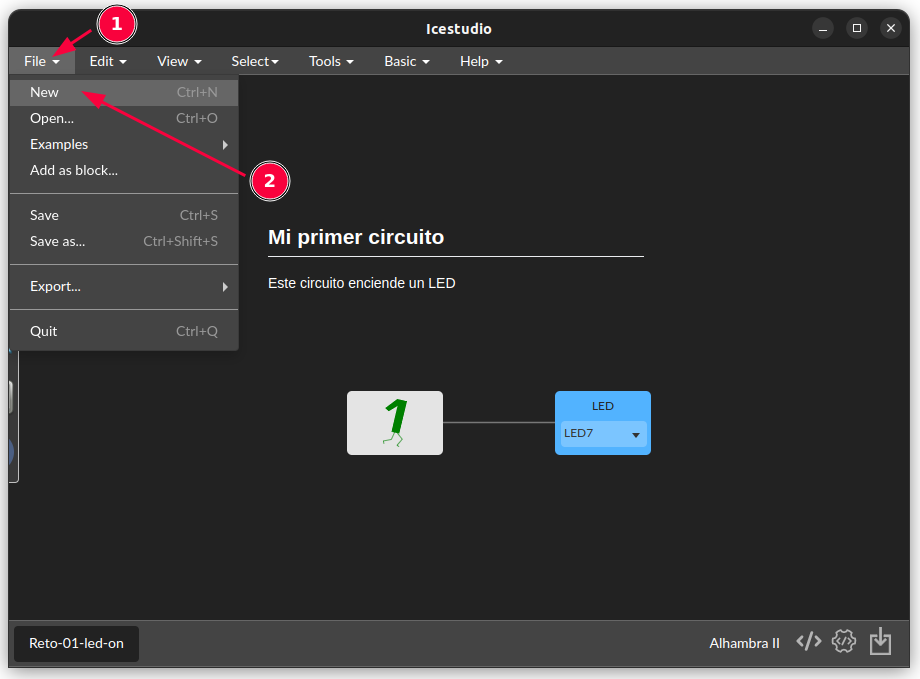 1
Icestudio
File Edit View Select Tools Basic Help
New Ctrl+N
Open... Ctrl+O
Examples
Add as block...
2
Save Ctrl+S
Save as... Ctrl+Shift+S
Mi primer circuito
Este circuito enciende un LED
Export...
Quit Ctrl+Q
1
LED
LED7
Reto-01-led-on
Alhambra II </>